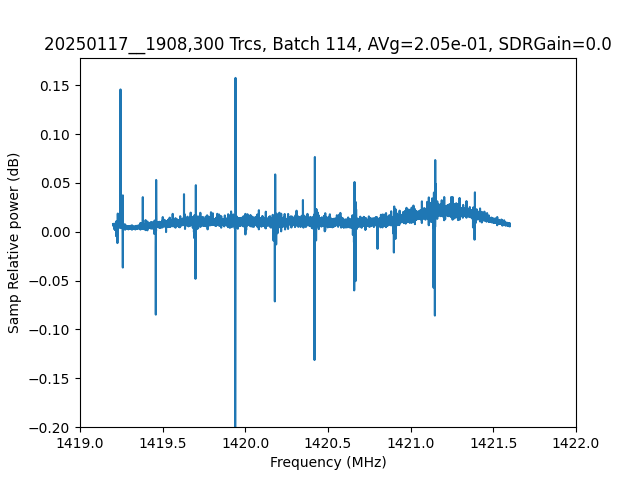 20250117__1908,300 Trcs, Batch 114, AVg=2.05e-01, SDRGain=0.0
Samp Relative power (dB)
0.15
0.10
0.05
0.00
−0.05
−0.10
−0.15
−0.20
1419.0 1419.5 1420.0 1420.5 1421.0 1421.5 1422.0
Frequency (MHz)